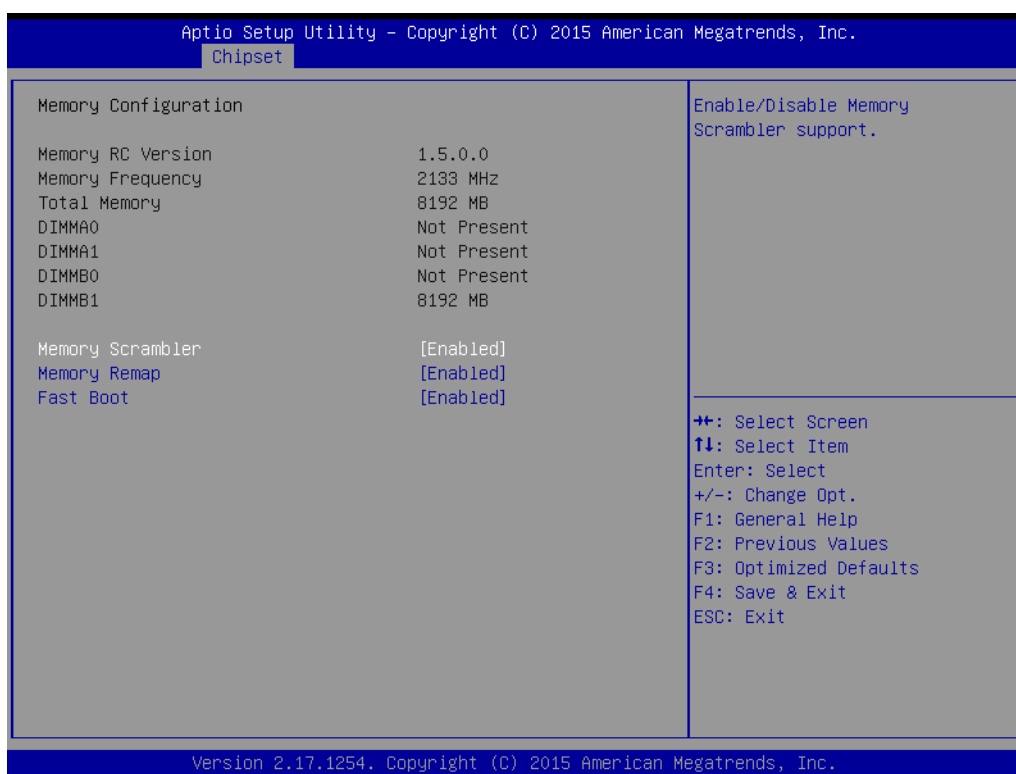 Aptio Setup Utility – Copyright (C) 2015 American Megatrends, Inc.
Chipset
Memory Configuration
Memory RC Version 1.5.0.0
Memory Frequency 2133 MHz
Total Memory 8192 MB
DIMMA0 Not Present
DIMMA1 Not Present
DIMMB0 Not Present
DIMMB1 8192 MB
Memory Scrambler [Enabled]
Memory Remap [Enabled]
Fast Boot [Enabled]
Enable/Disable Memory
Scrambler support.
→←: Select Screen
↑↓: Select Item
Enter: Select
+/-: Change Opt.
F1: General Help
F2: Previous Values
F3: Optimized Defaults
F4: Save & Exit
ESC: Exit
Version 2.17.1254. Copyright (C) 2015 American Megatrends, Inc.